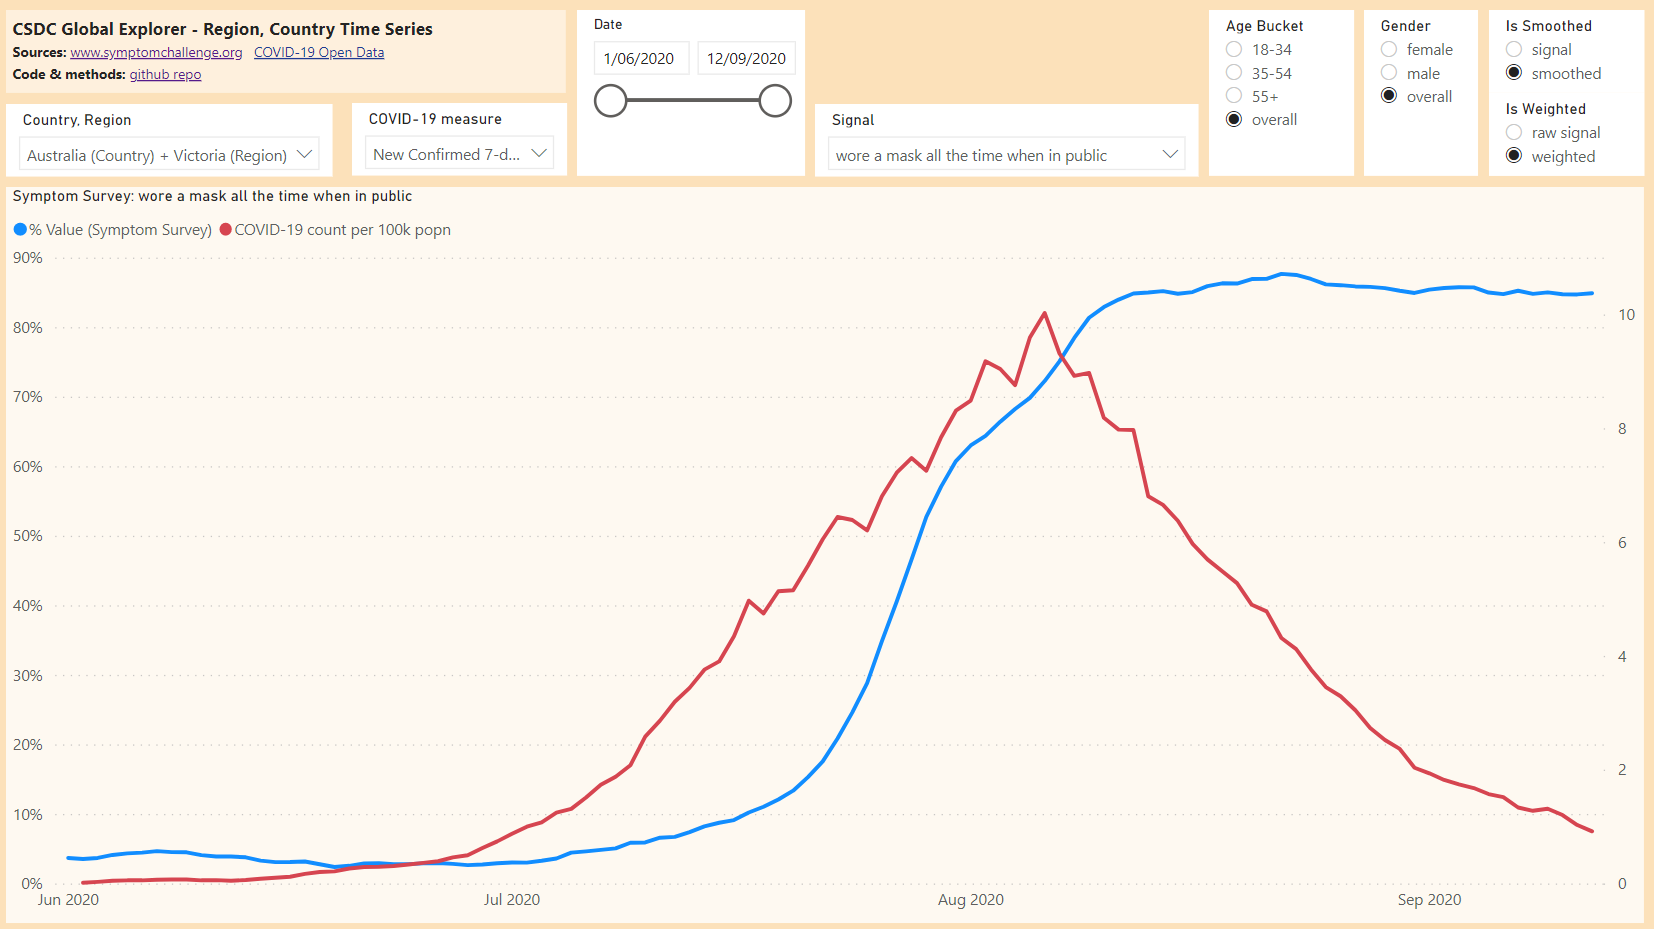 CSDC Global Explorer - Region, Country Time Series
Sources: www.symptomchallenge.org COVID-19 Open Data
Code & methods: github repo
Country, Region
Australia (Country) + Victoria (Region)
COVID-19 measure
New Confirmed 7-d...
Date
1/06/2020 12/09/2020
Signal
wore a mask all the time when in public
Age Bucket
18-34
35-54
55+
overall
Gender
female
male
overall
Is Smoothed
signal
smoothed
Is Weighted
raw signal
weighted
Symptom Survey: wore a mask all the time when in public
% Value (Symptom Survey) COVID-19 count per 100k popn
90%
80%
70%
60%
50%
40%
30%
20%
10%
0%
10
8
6
4
2
0
Jun 2020 Jul 2020 Aug 2020 Sep 2020